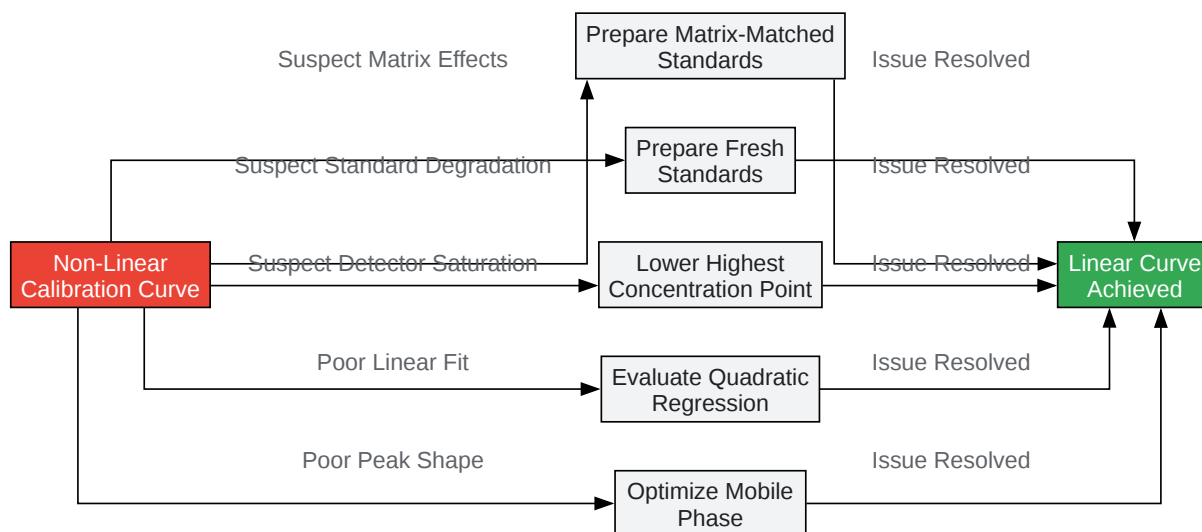 Prepare Matrix-Matched
Standards
Suspect Matrix Effects
Issue Resolved
Prepare Fresh
Standards
Suspect Standard Degradation
Issue Resolved
Non-Linear
Calibration Curve
Suspect Detector Saturation
Lower Highest
Concentration Point
Issue Resolved
Linear Curve
Achieved
Poor Linear Fit
Evaluate Quadratic
Regression
Issue Resolved
Poor Peak Shape
Issue Resolved
Optimize Mobile
Phase